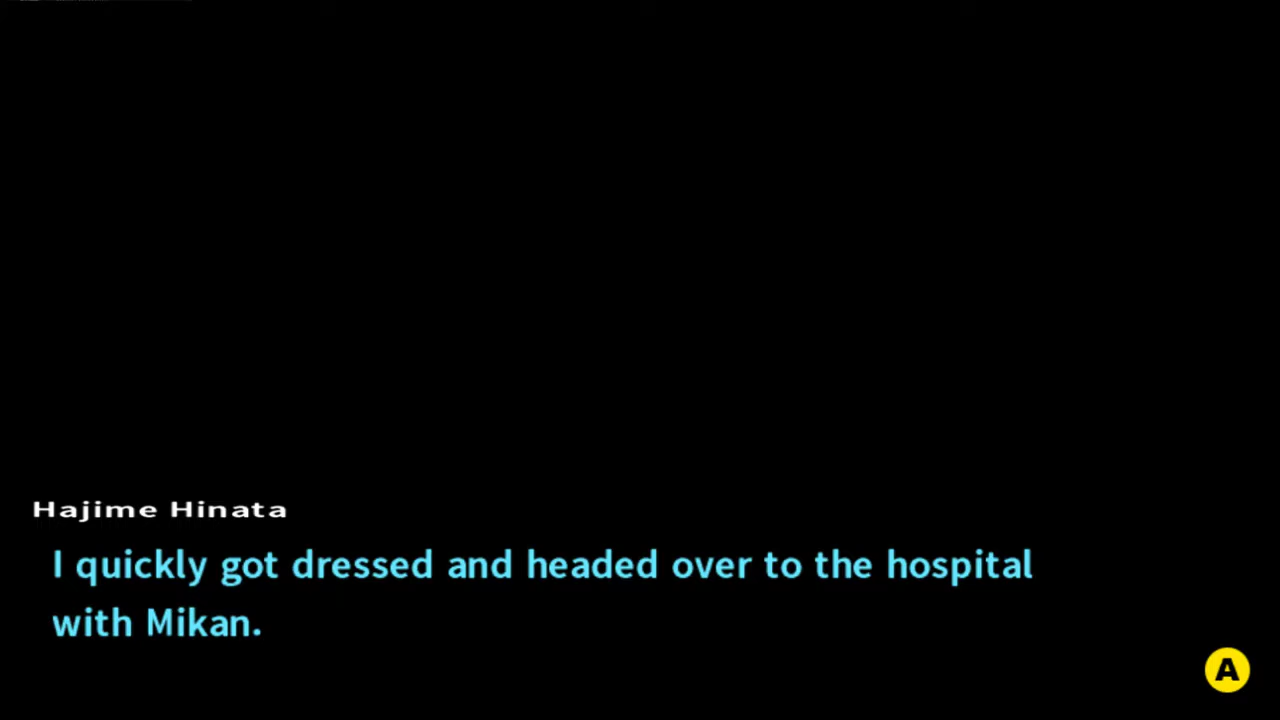 Hajime Hinata
I quickly got dressed and headed over to the hospital
with Mikan.
A